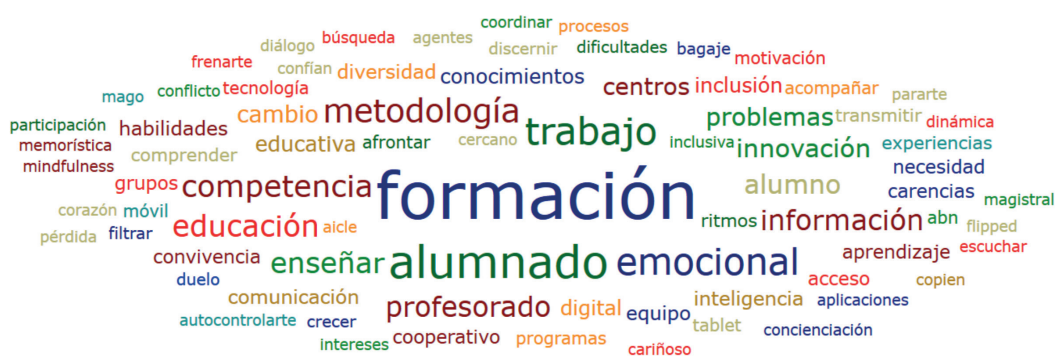 coordinar procesos
diálogo búsqueda agentes discernir dificultades bagaje
frenarte confían diversidad conocimientos motivación
mago conflicto tecnología centros inclusión acompañar pararte
participación habilidades cambio metodología trabajo problemas transmitir dinámica
memorística comprender educativa afrontar cercano inclusiva innovación experiencias
mindfulness necesidad
grupos competencia formación alumno carencias
corazón móvil magistral
pérdida filtrar educación aicle ritmos información abn flipped
convivencia enseñar alumnado emocional aprendizaje escuchar
duelo acceso copien
comunicación profesorado digital equipo inteligencia aplicaciones
autocontrolarte crecer tablet concienciación
intereses cooperativo programas cariñoso